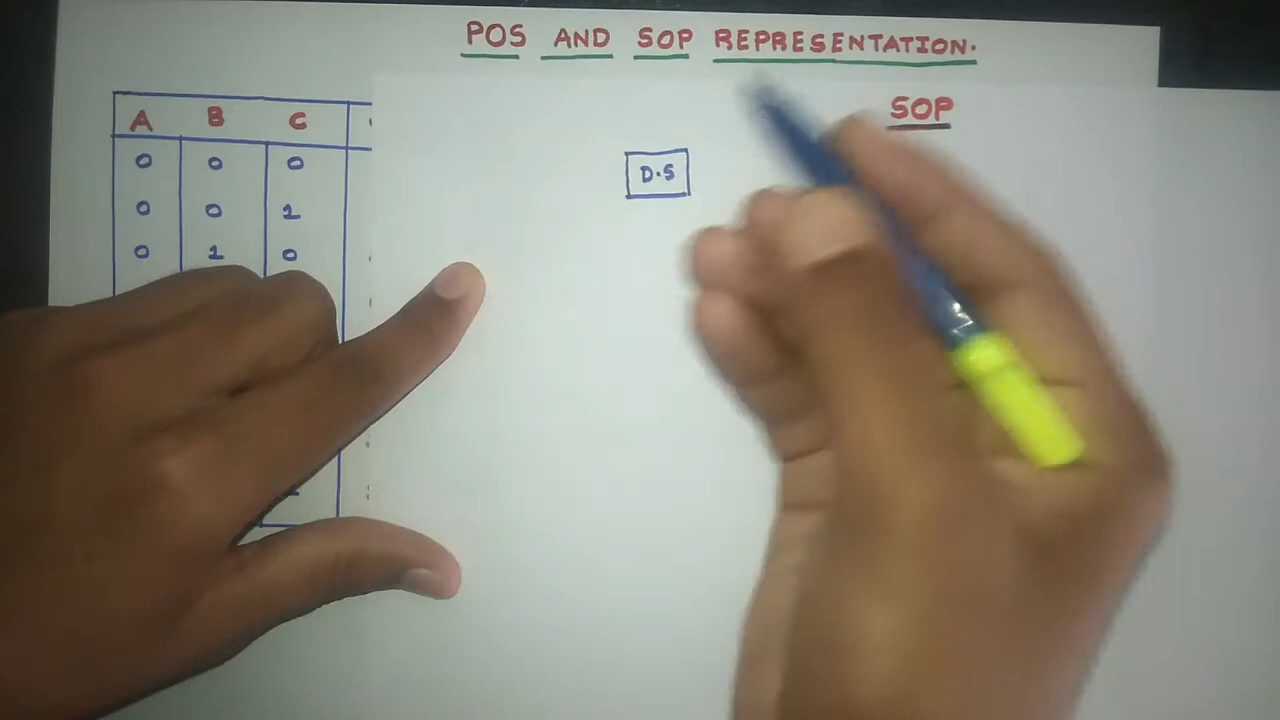 POS AND SOP REPRESENTATION.
SOP
A B C
D.S
0 0 0
0 0 1
0 1 0